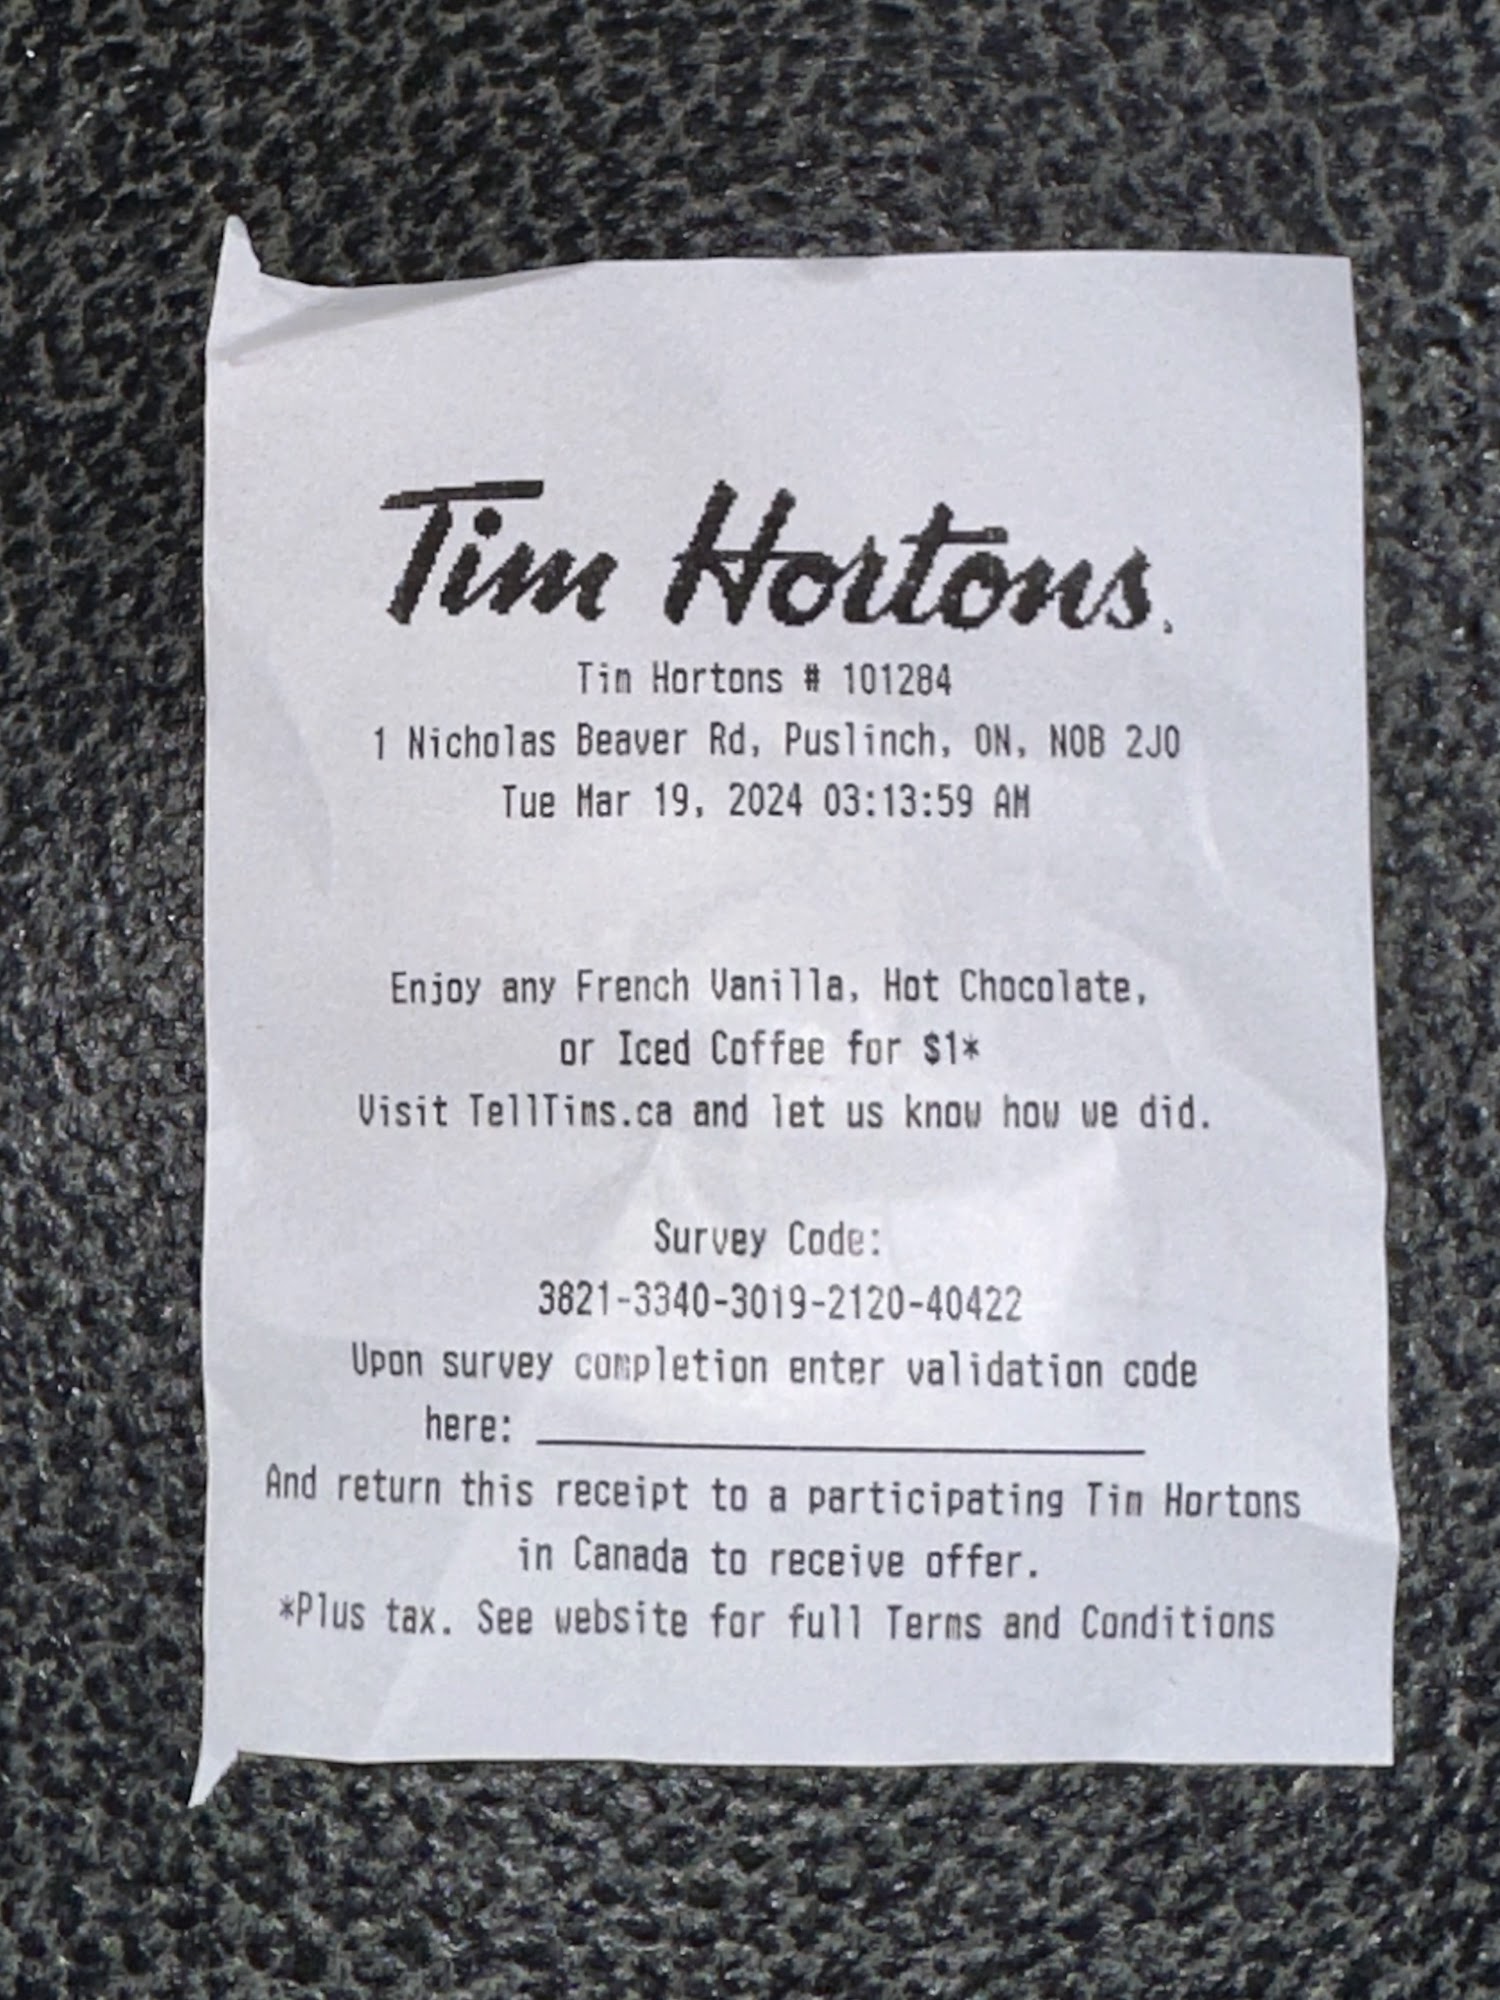 Tim Hortons
Tim Hortons # 101284
1 Nicholas Beaver Rd, Puslinch, ON, N0B 2J0
Tue Mar 19, 2024 03:13:59 AM
Enjoy any French Vanilla, Hot Chocolate,
or Iced Coffee for $1*
Visit TellTims.ca and let us know how we did.
Survey Code:
3821-3340-3019-2120-40422
Upon survey completion enter validation code
here: ____________________
And return this receipt to a participating Tim Hortons
in Canada to receive offer.
*Plus tax. See website for full Terms and Conditions